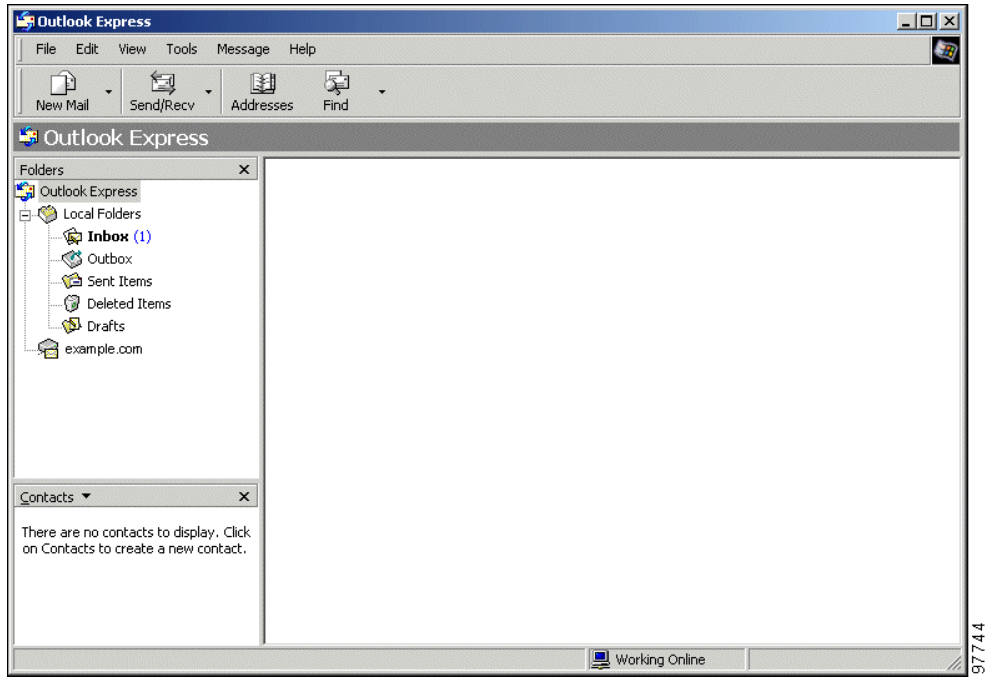 Outlook Express
File Edit View Tools Message Help
New Mail Send/Recv Addresses Find
Outlook Express
Folders
Outlook Express
Local Folders
Inbox (1)
Outbox
Sent Items
Deleted Items
Drafts
example.com
Contacts
There are no contacts to display. Click
on Contacts to create a new contact.
Working Online
97744